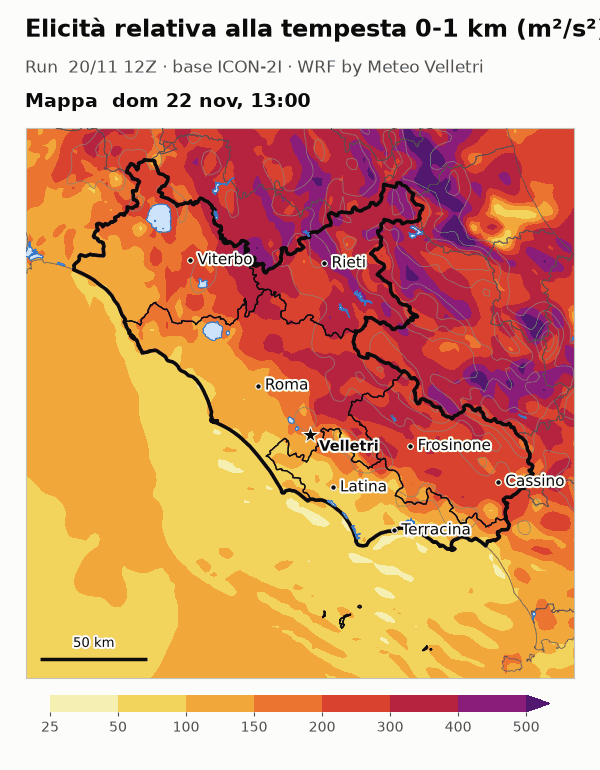 Elicità relativa alla tempesta 0-1 km (m²/s²)
Run 20/11 12Z · base ICON-2I · WRF by Meteo Velletri
Mappa dom 22 nov, 13:00
Viterbo
Rieti
Roma
Velletri
Frosinone
Cassino
Latina
Terracina
50 km
25 50 100 150 200 300 400 500